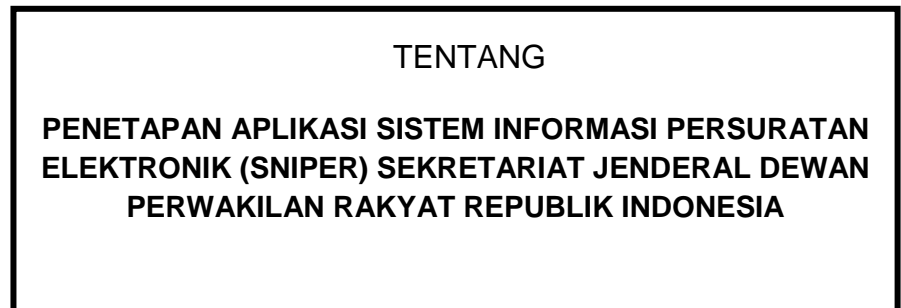 TENTANG
PENETAPAN APLIKASI SISTEM INFORMASI PERSURATAN
ELEKTRONIK (SNIPER) SEKRETARIAT JENDERAL DEWAN
PERWAKILAN RAKYAT REPUBLIK INDONESIA